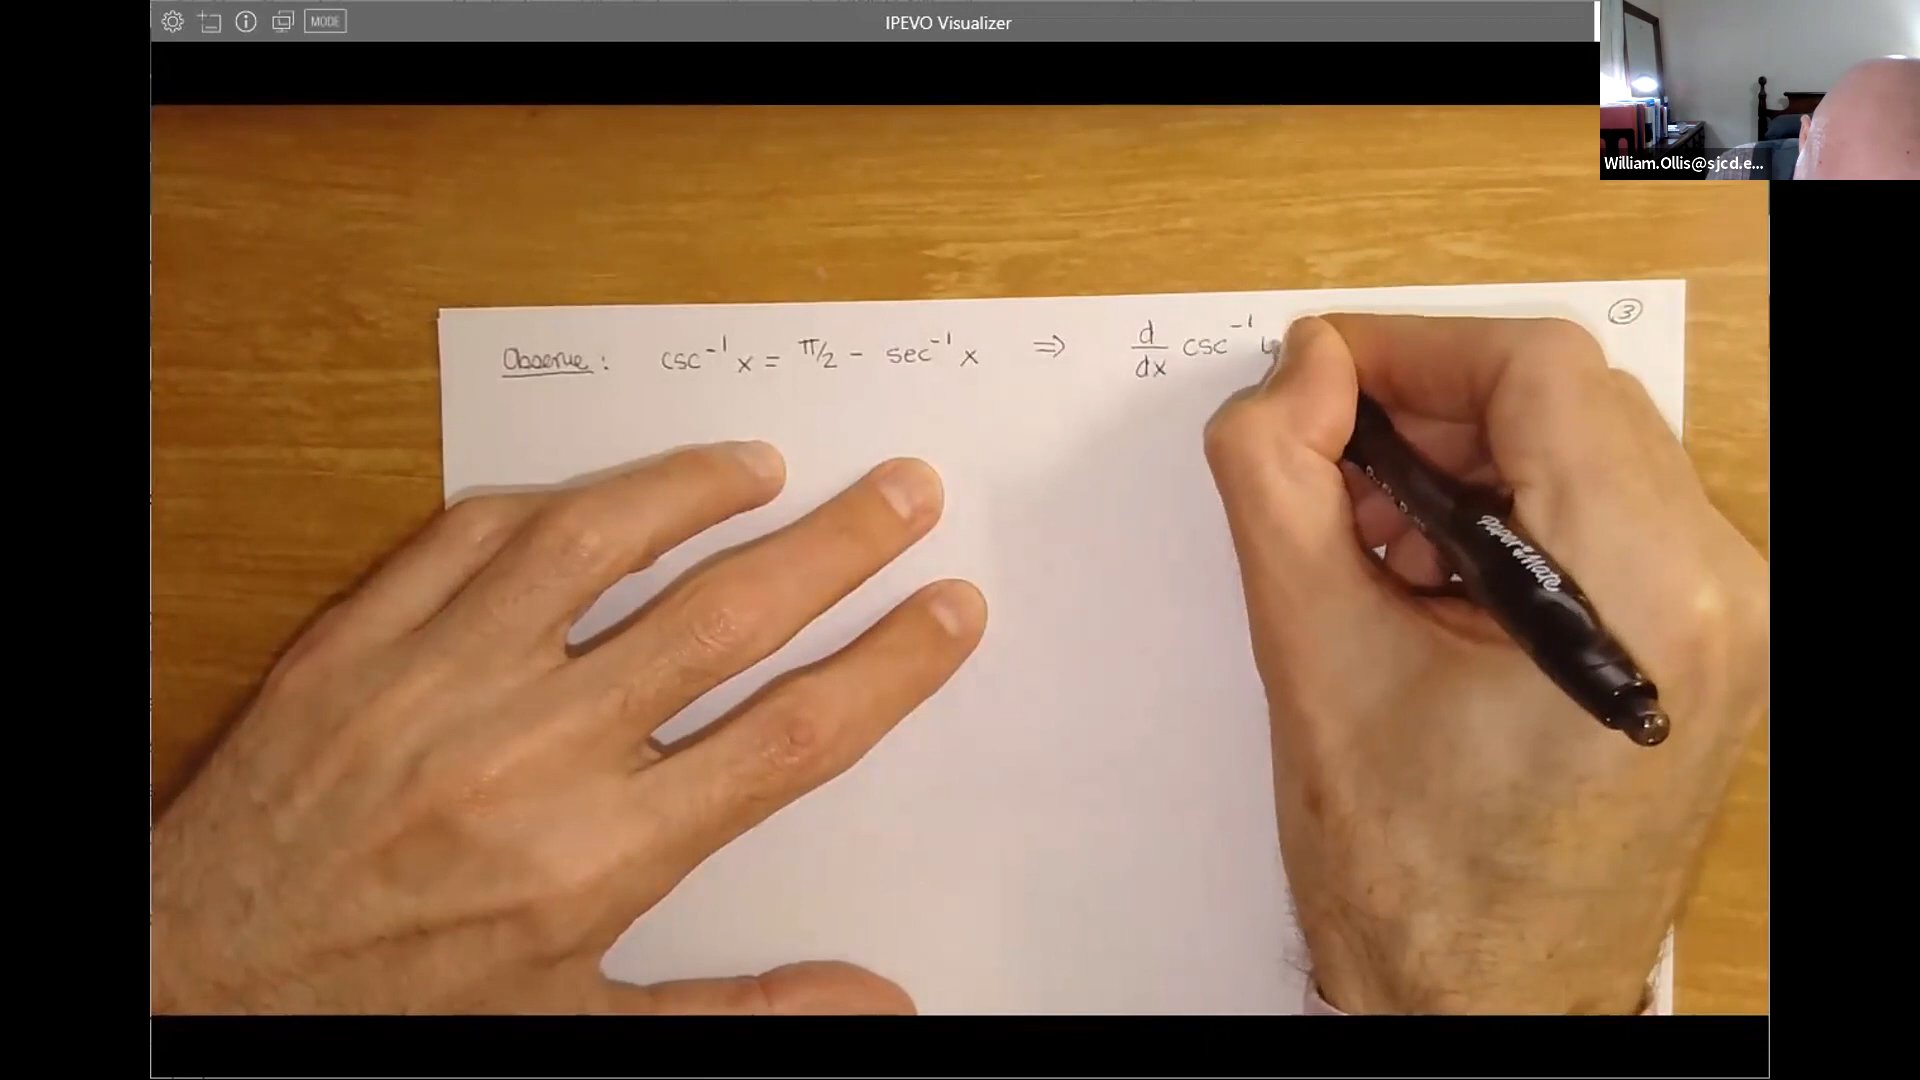 MODE
IPEVO Visualizer
William.Ollis@sjcd.e...
③
Observe : csc⁻¹ x = π/2 - sec⁻¹ x ⇒ d/dx csc⁻¹
Paper:Mate